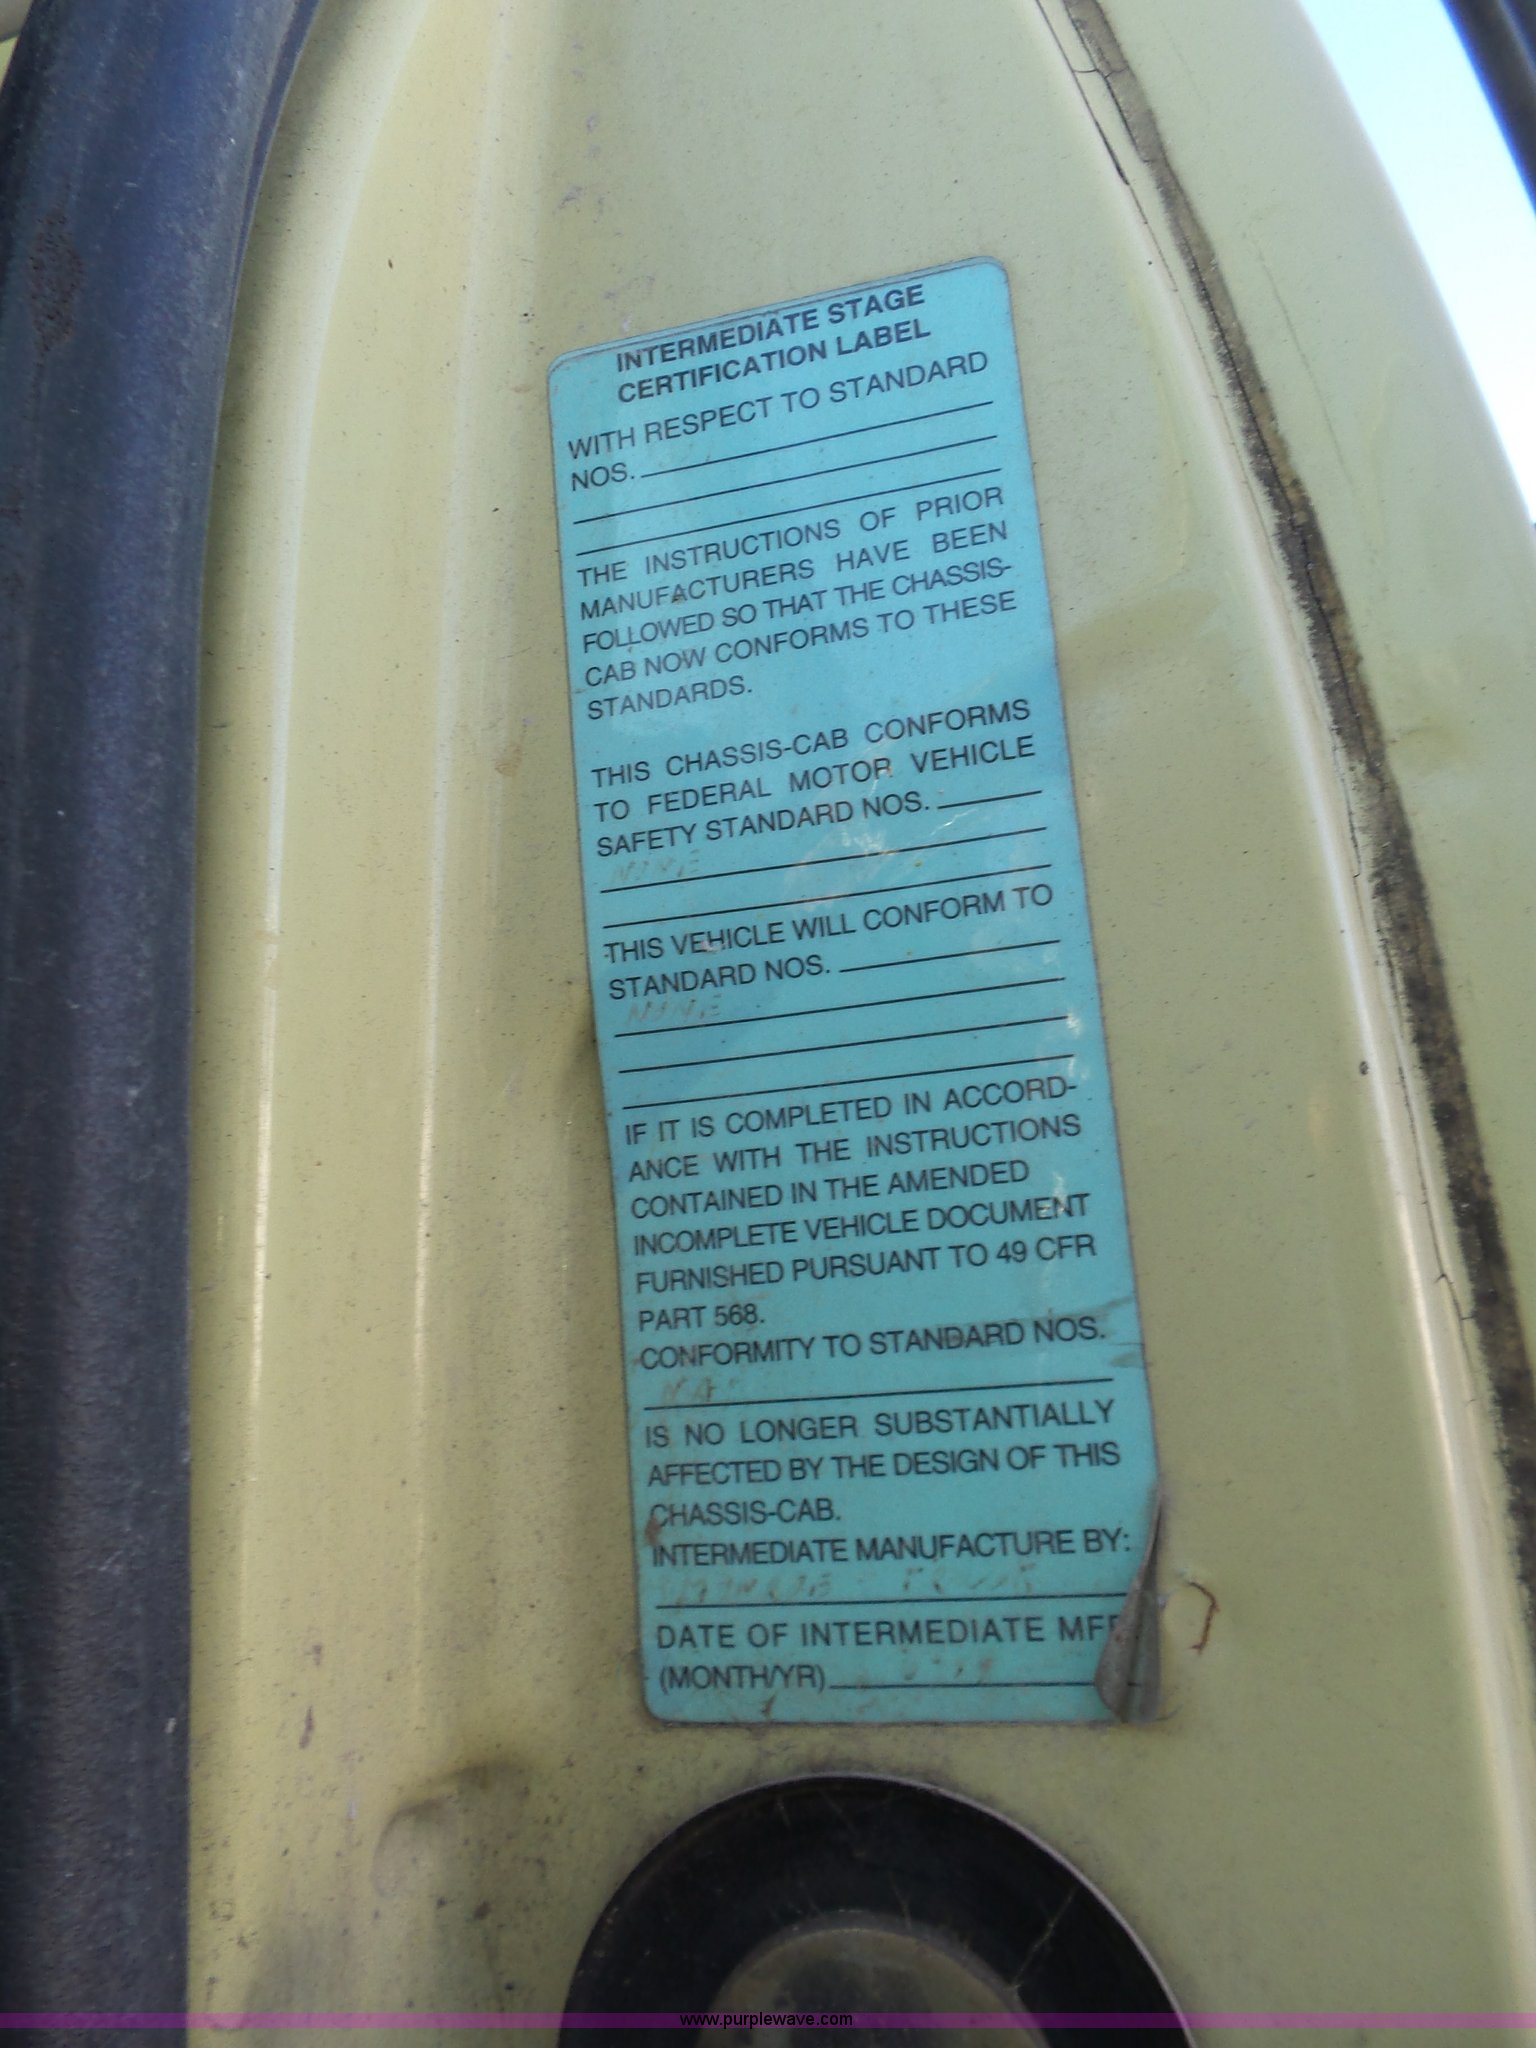 INTERMEDIATE STAGE
CERTIFICATION LABEL
WITH RESPECT TO STANDARD
NOS.
THE INSTRUCTIONS OF PRIOR
MANUFACTURERS HAVE BEEN
FOLLOWED SO THAT THE CHASSIS-
CAB NOW CONFORMS TO THESE
STANDARDS.
THIS CHASSIS-CAB CONFORMS
TO FEDERAL MOTOR VEHICLE
SAFETY STANDARD NOS.
NONE
THIS VEHICLE WILL CONFORM TO
STANDARD NOS.
NONE
IF IT IS COMPLETED IN ACCORD-
ANCE WITH THE INSTRUCTIONS
CONTAINED IN THE AMENDED
INCOMPLETE VEHICLE DOCUMENT
FURNISHED PURSUANT TO 49 CFR
PART 568.
CONFORMITY TO STANDARD NOS.
IS NO LONGER SUBSTANTIALLY
AFFECTED BY THE DESIGN OF THIS
CHASSIS-CAB.
INTERMEDIATE MANUFACTURE BY:
DATE OF INTERMEDIATE
(MONTH/YR)
www.purplewave.com